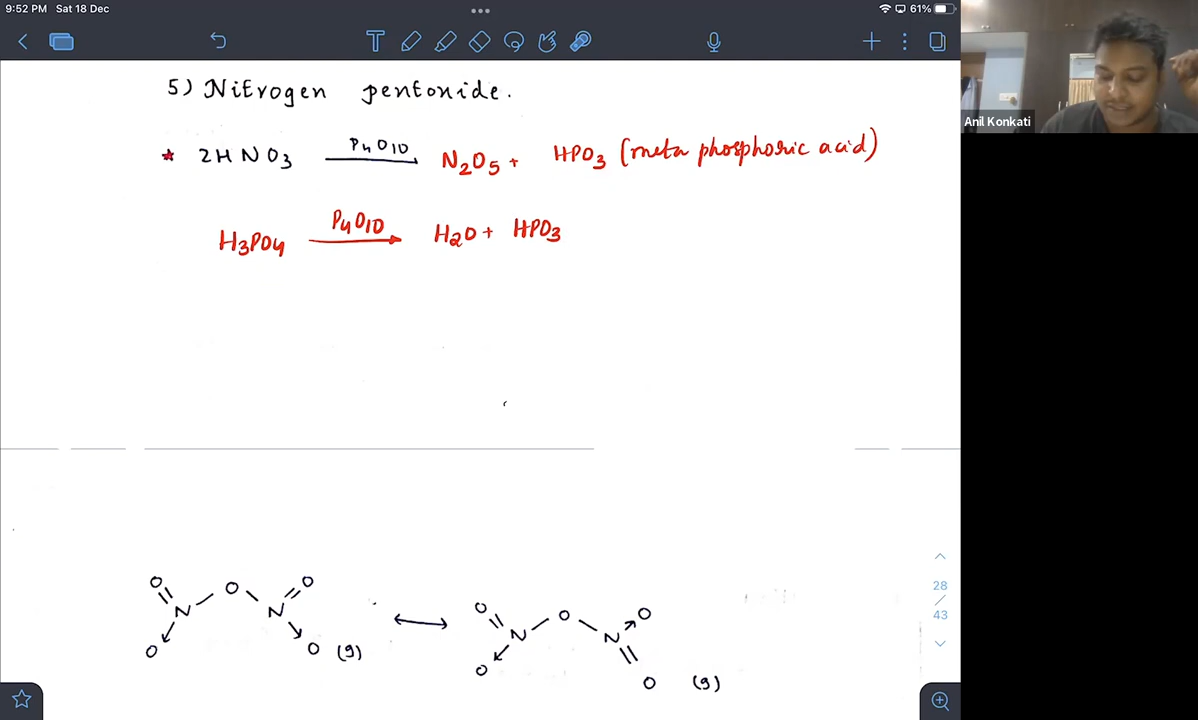 9:52 PM Sat 18 Dec
61%
Anil Konkati
5) Nitrogen pentoxide.
* 2HNO3 P4O10 N2O5 + HPO3 (meta phosphoric acid)
H3PO4 P4O10 → H2O + HPO3
28
/
43
O O O O O
N N N N
O O (g) ↔ O O (g)